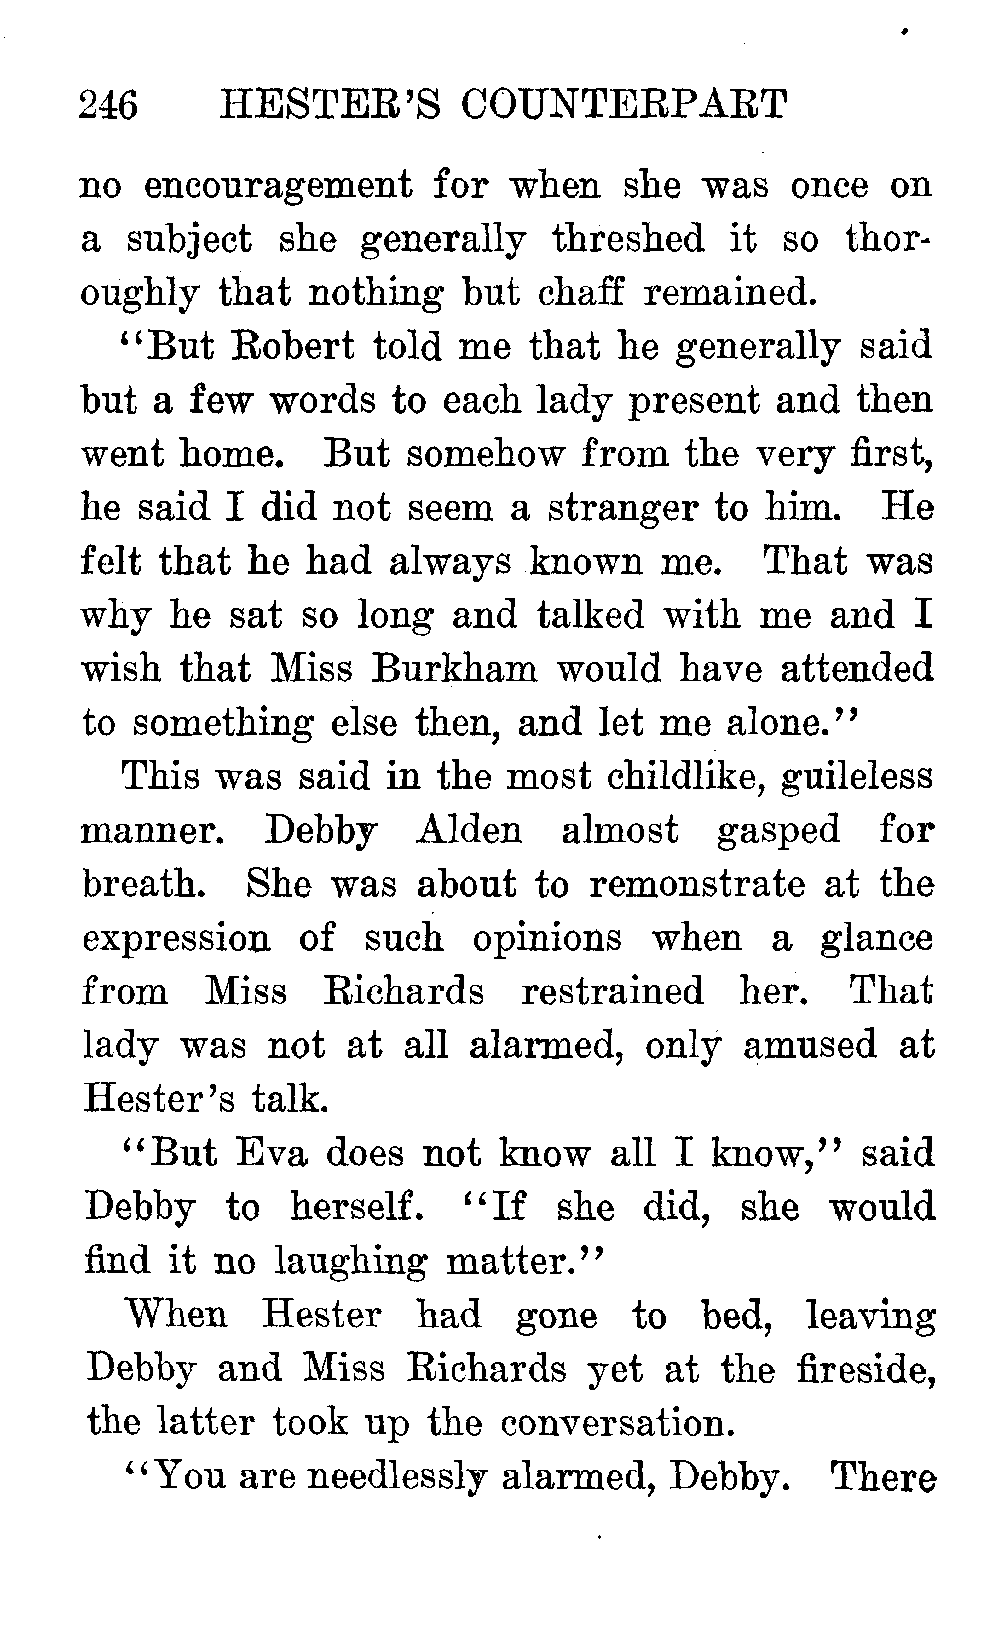 246 HESTER'S COUNTERPART
no encouragement for when she was once on
a subject she generally threshed it so thor-
oughly that nothing but chaff remained.
"But Robert told me that he generally said
but a few words to each lady present and then
went home. But somehow from the very first,
he said I did not seem a stranger to him. He
felt that he had always known me. That was
why he sat so long and talked with me and I
wish that Miss Burkham would have attended
to something else then, and let me alone."
This was said in the most childlike, guileless
manner. Debby Alden almost gasped for
breath. She was about to remonstrate at the
expression of such opinions when a glance
from Miss Richards restrained her. That
lady was not at all alarmed, only amused at
Hester's talk.
"But Eva does not know all I know," said
Debby to herself. "If she did, she would
find it no laughing matter."
When Hester had gone to bed, leaving
Debby and Miss Richards yet at the fireside,
the latter took up the conversation.
"You are needlessly alarmed, Debby. There